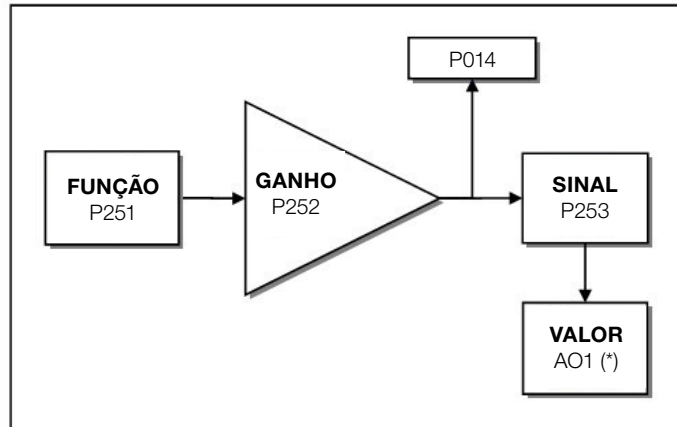 P014
FUNÇÃO
P251
GANHO
P252
SINAL
P253
VALOR
AO1 (*)